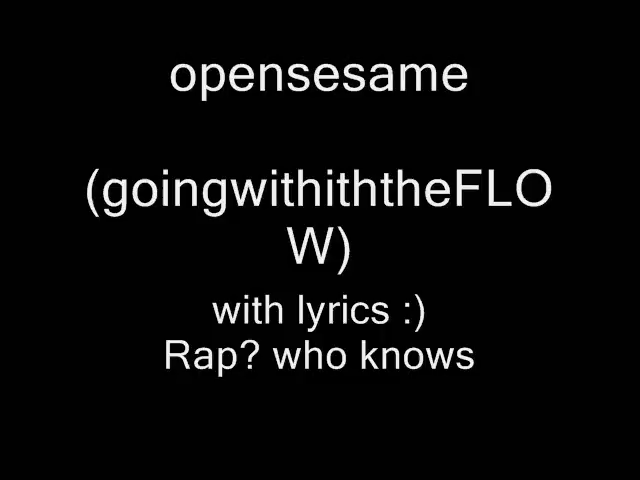 opensesame
(goingwithiththeFLO
W)
with lyrics :)
Rap? who knows